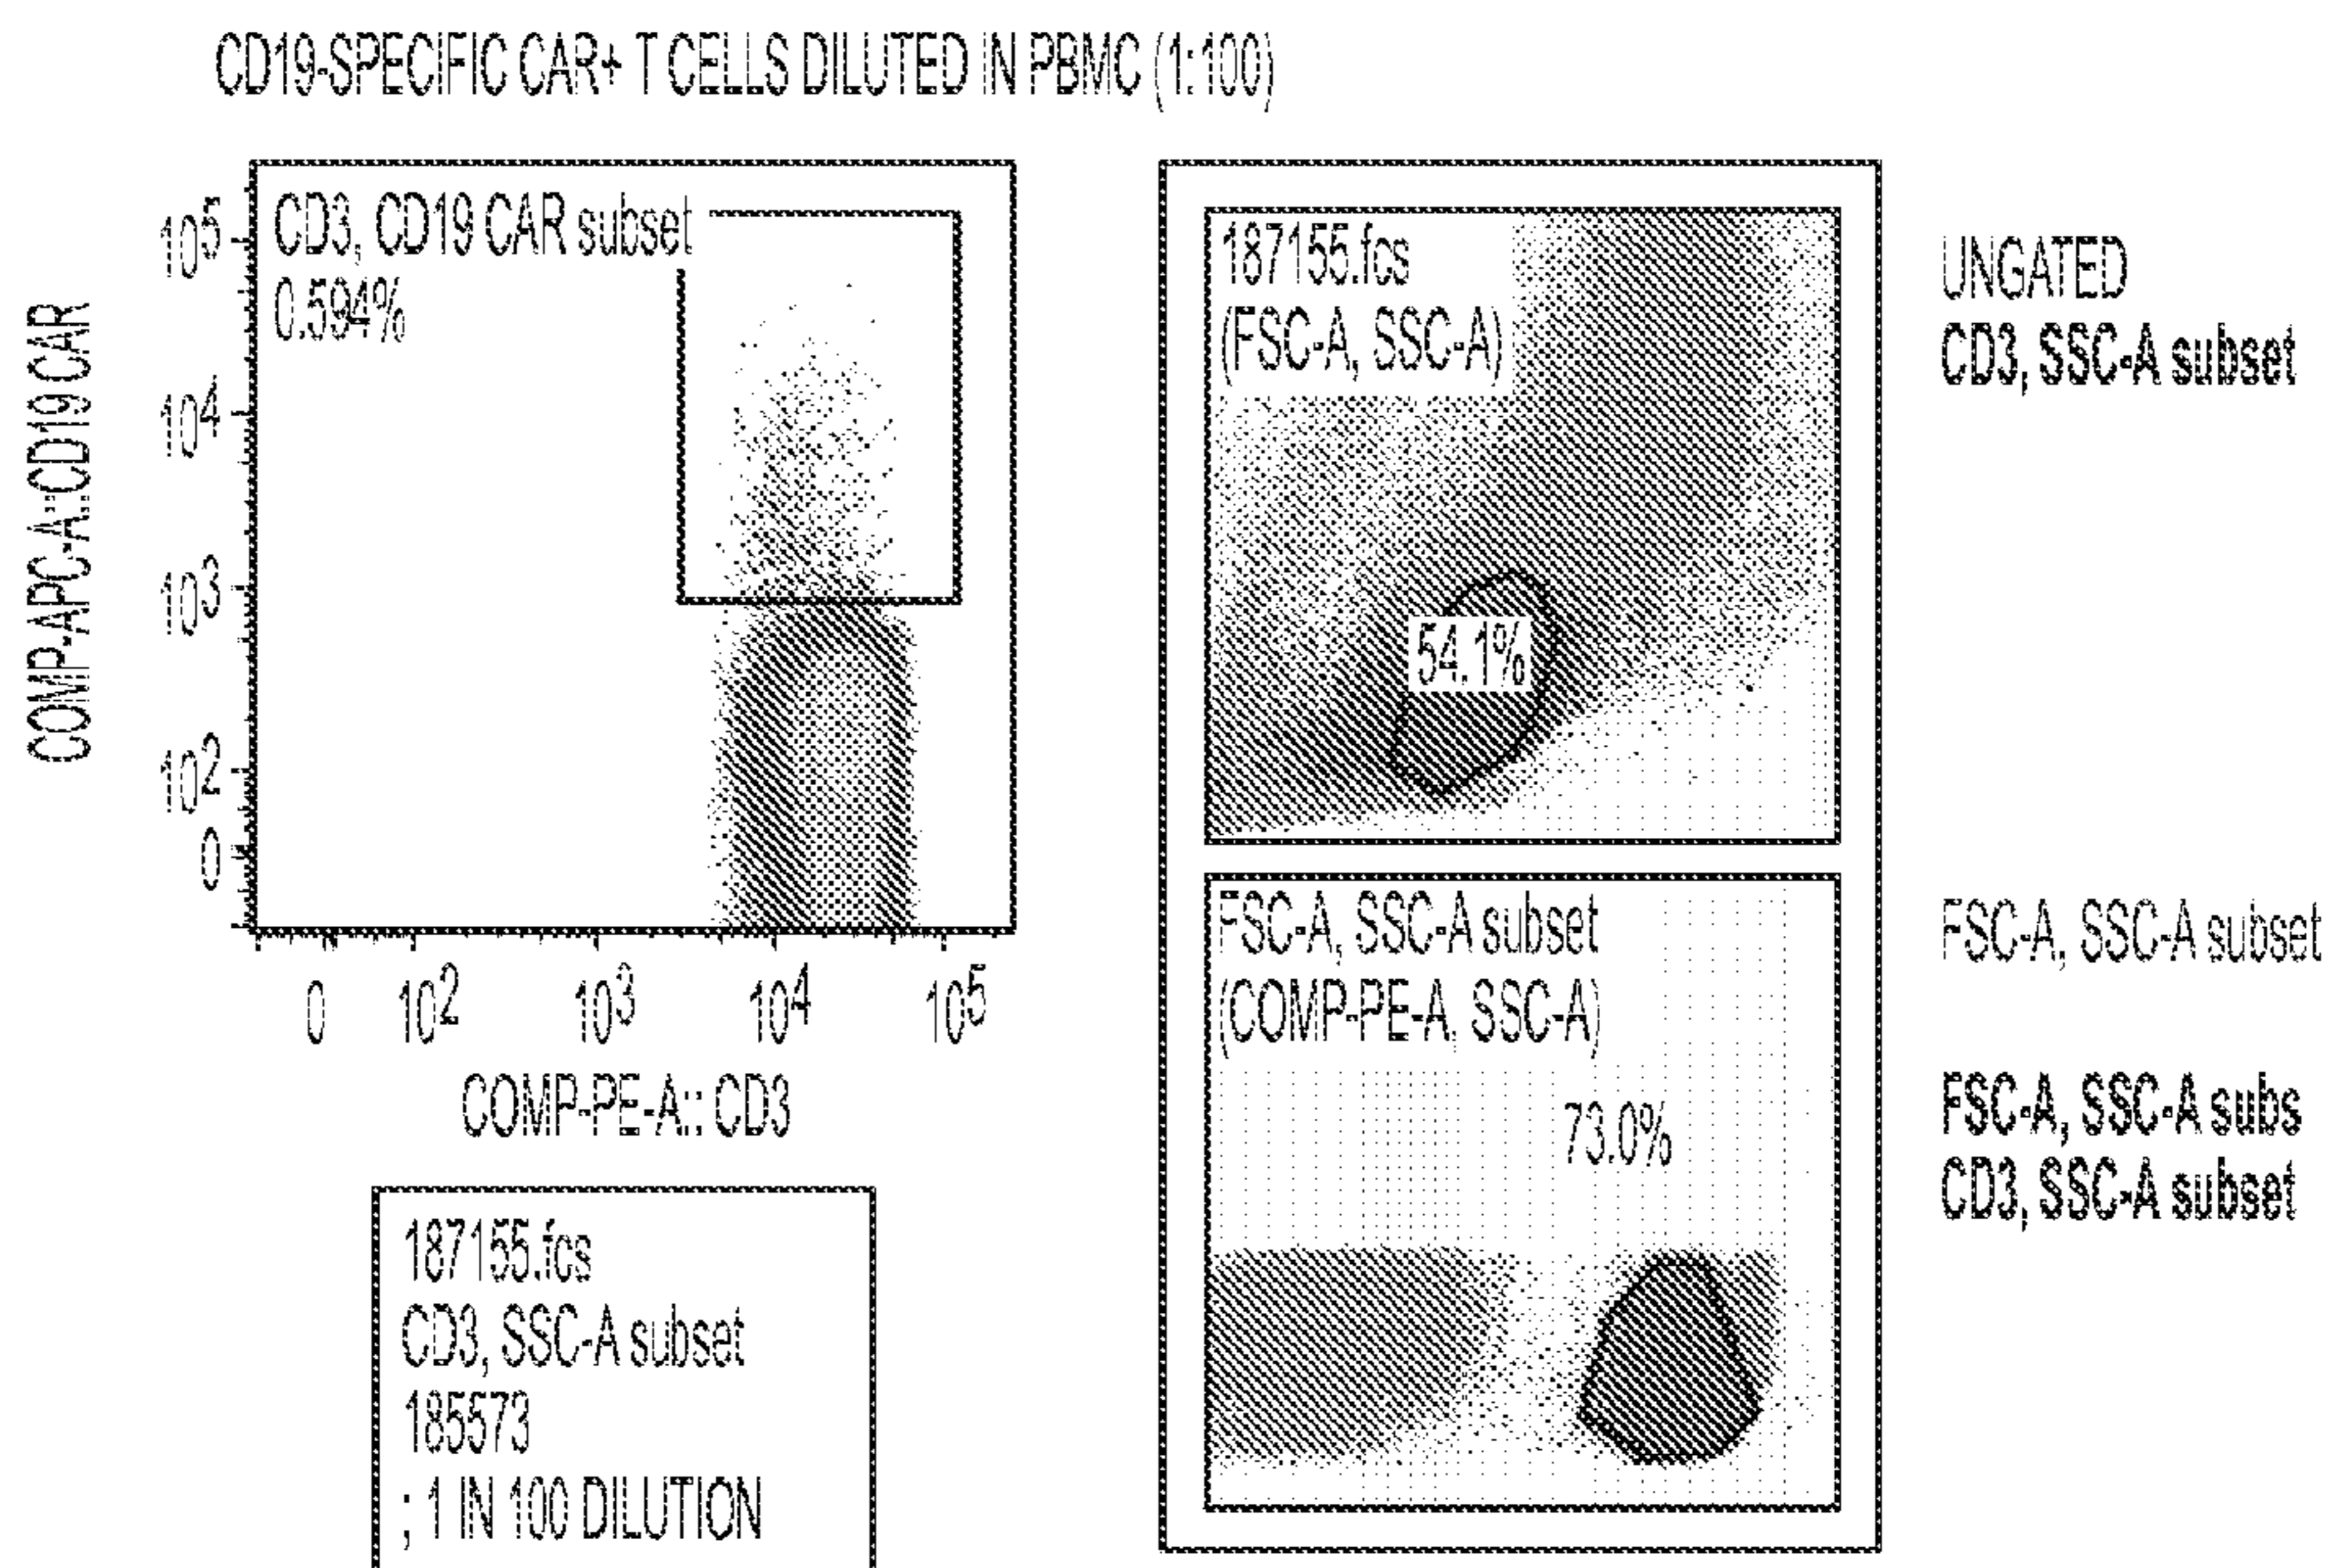 CD19-SPECIFIC CAR+ T CELLS DILUTED IN PBMC (1:100)
COMP-APC-A::CD19 CAR
10^5
10^4
10^3
10^2
0
CD3, CD19 CAR subset
0.594%
0 10^2 10^3 10^4 10^5
COMP-PE-A:: CD3
187155.fcs
CD3, SSC-A subset
185573
; 1 IN 100 DILUTION
187155.fcs
(FSC-A, SSC-A)
54.1%
UNGATED
CD3, SSC-A subset
FSC-A, SSC-A subset
(COMP-PE-A, SSC-A)
73.0%
FSC-A, SSC-A subset
FSC-A, SSC-A subs
CD3, SSC-A subset